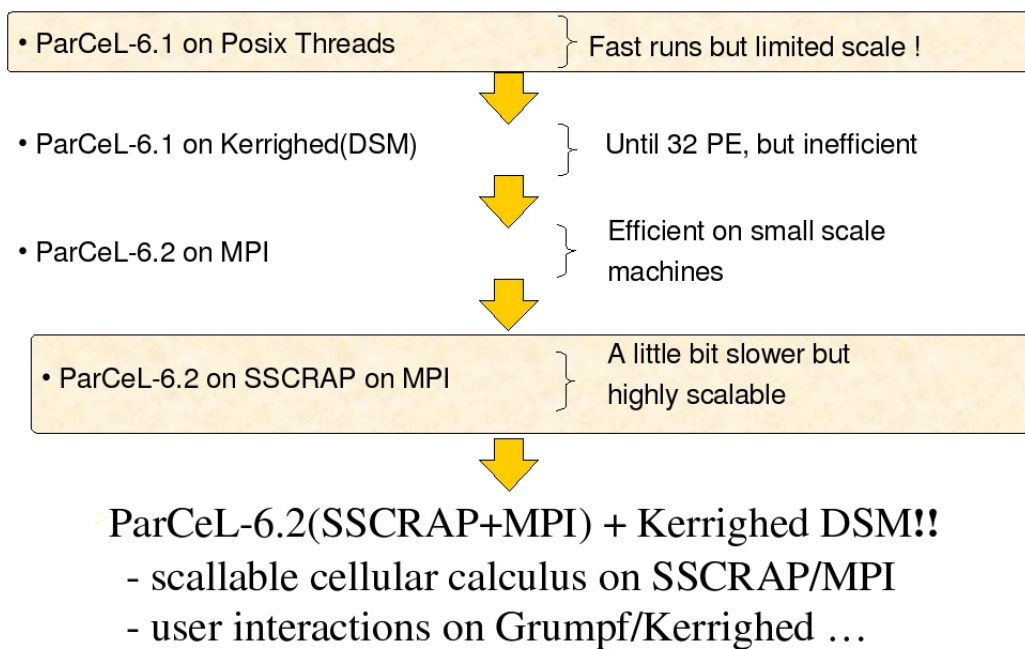 • ParCeL-6.1 on Posix Threads
Fast runs but limited scale !
• ParCeL-6.1 on Kerrighed(DSM)
Until 32 PE, but inefficient
• ParCeL-6.2 on MPI
Efficient on small scale
machines
• ParCeL-6.2 on SSCRAP on MPI
A little bit slower but
highly scalable
ParCeL-6.2(SSCRAP+MPI) + Kerrighed DSM!!
- scallable cellular calculus on SSCRAP/MPI
- user interactions on Grumpf/Kerrighed …